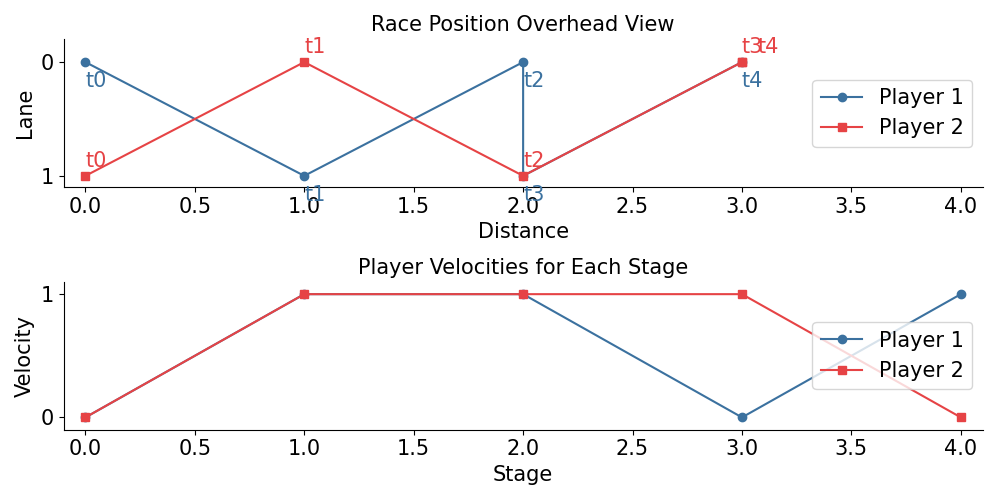 Race Position Overhead View
Lane
0
1
t0
t0
t1
t1
t2
t2
t3
t3
t4
t4
Player 1
Player 2
0.0 0.5 1.0 1.5 2.0 2.5 3.0 3.5 4.0
Distance
Player Velocities for Each Stage
Velocity
1
0
Player 1
Player 2
0.0 0.5 1.0 1.5 2.0 2.5 3.0 3.5 4.0
Stage